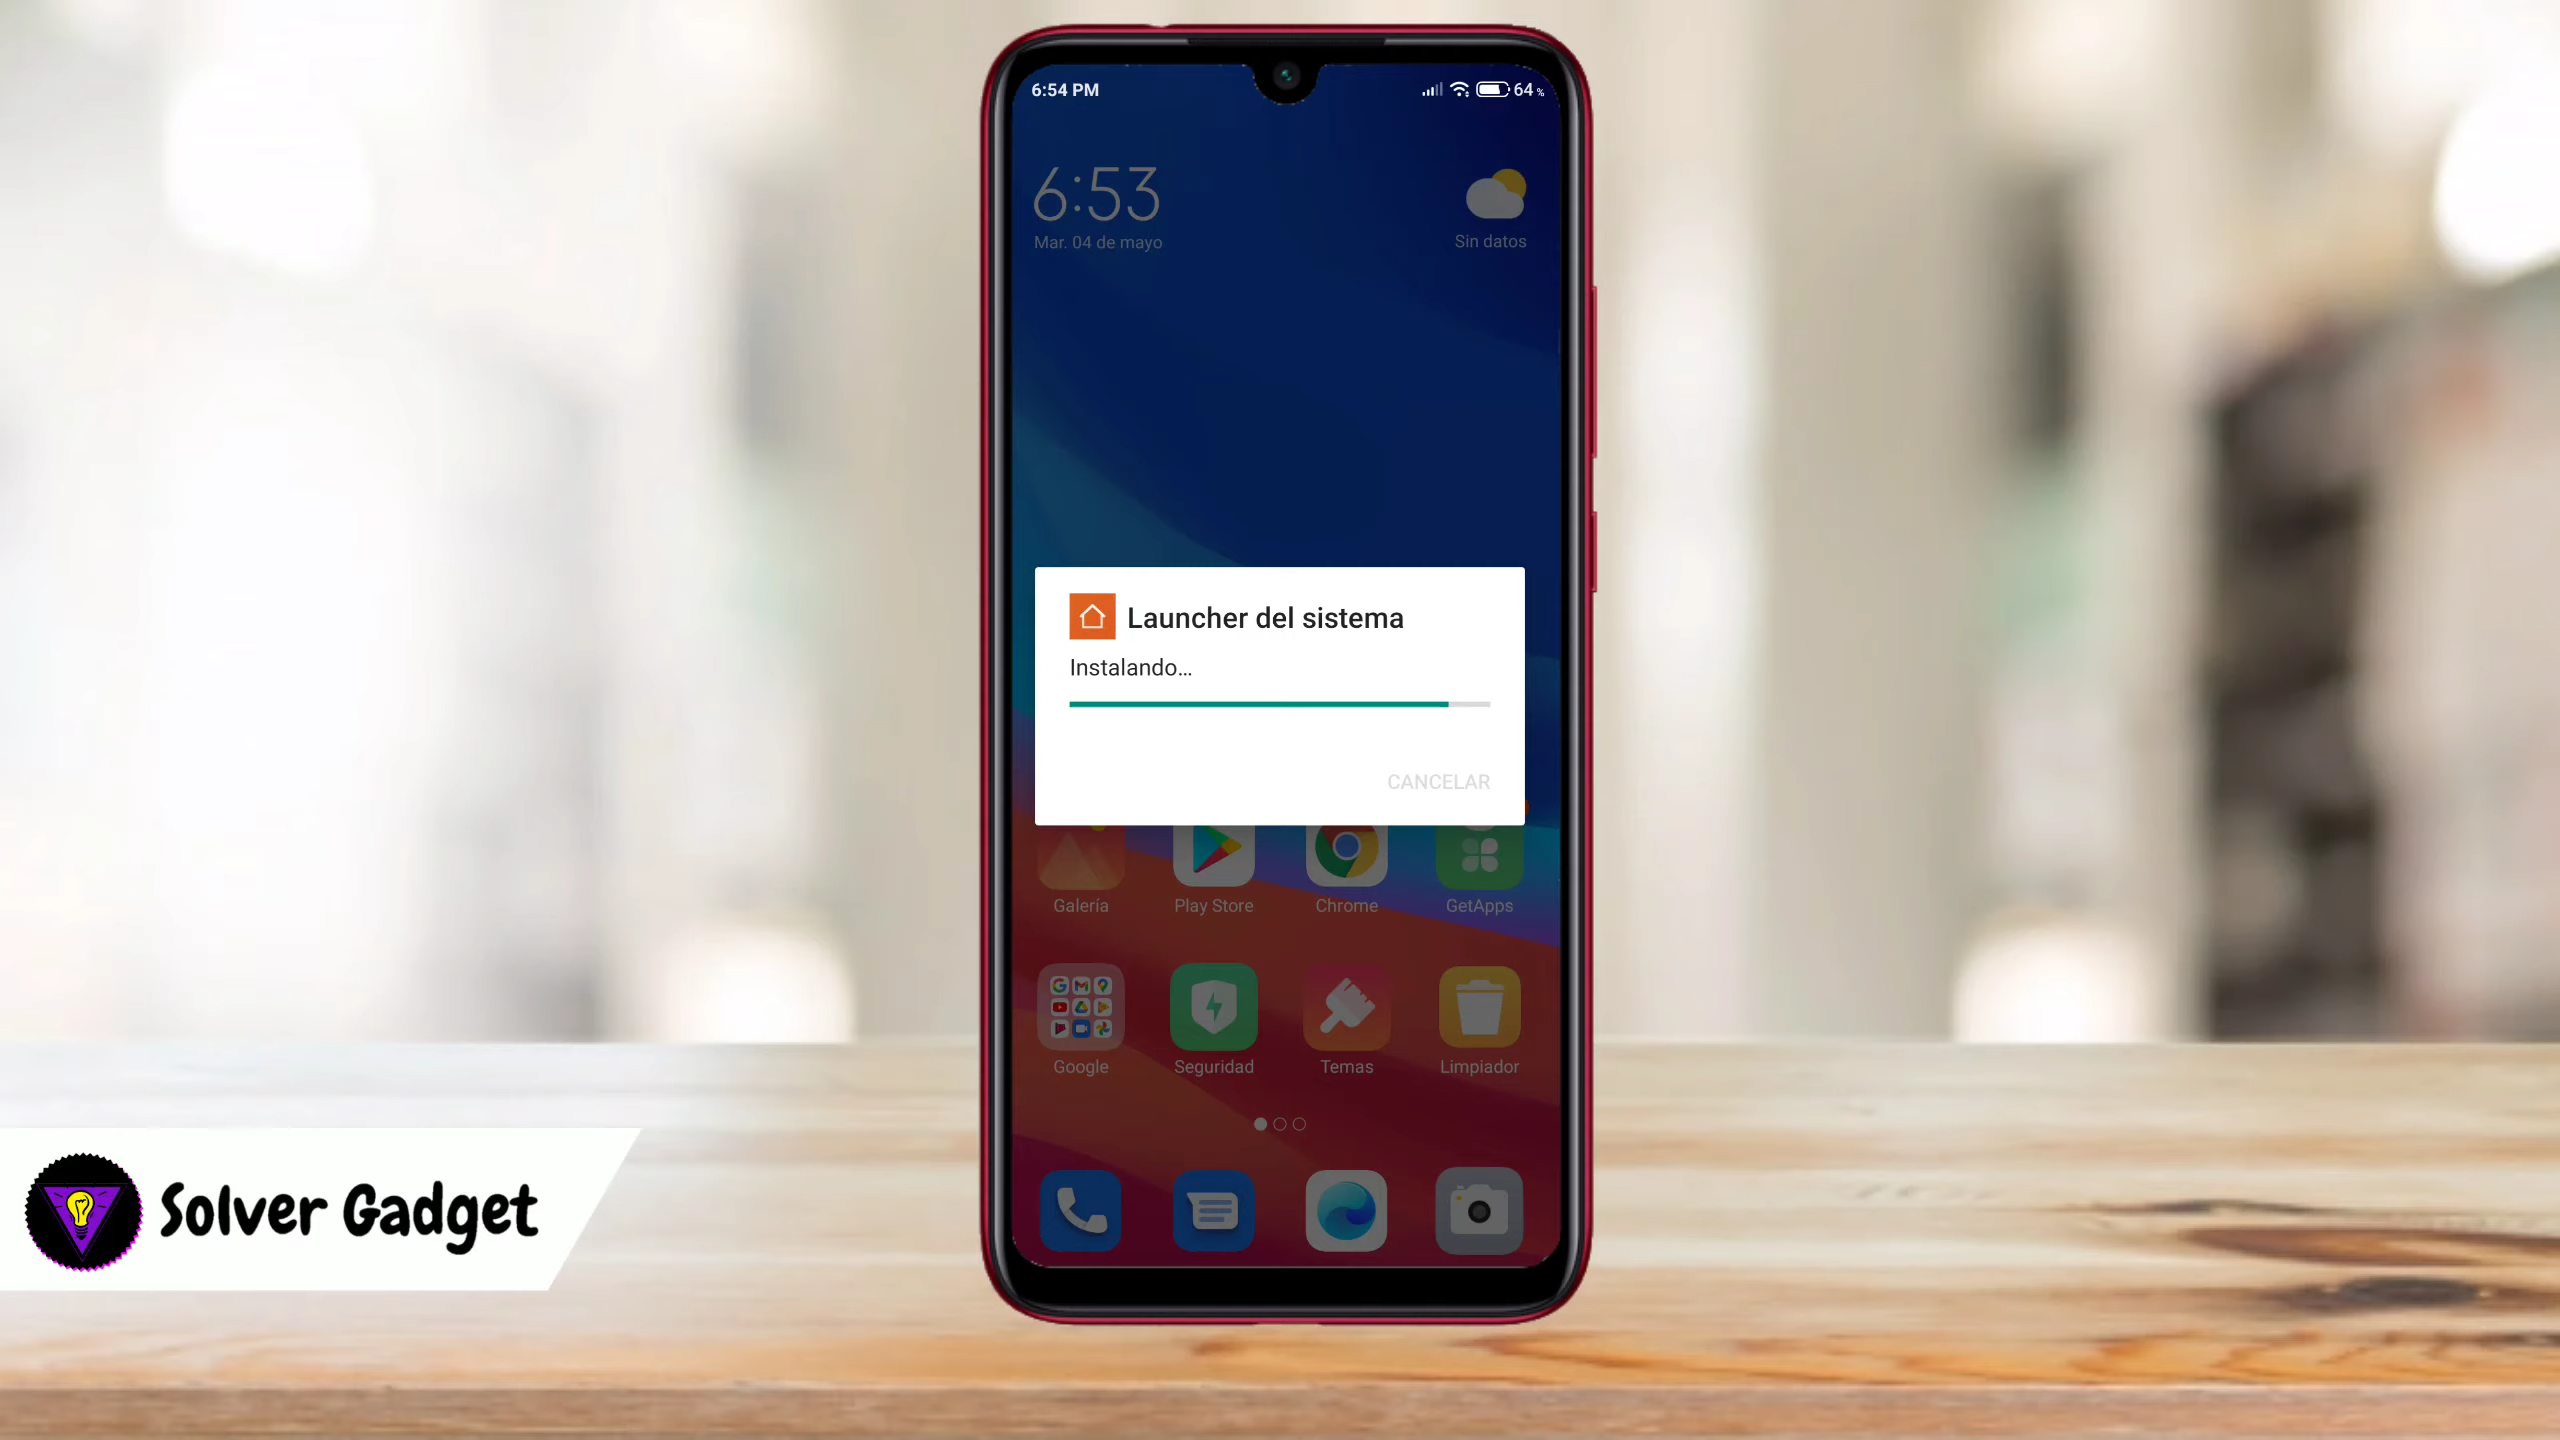 6:54 PM
64 %
6:53
Mar. 04 de mayo
Sin datos
Launcher del sistema
Instalando...
CANCELAR
Galería
Play Store
Chrome
GetApps
Google
Seguridad
Temas
Limpiador
Solver Gadget